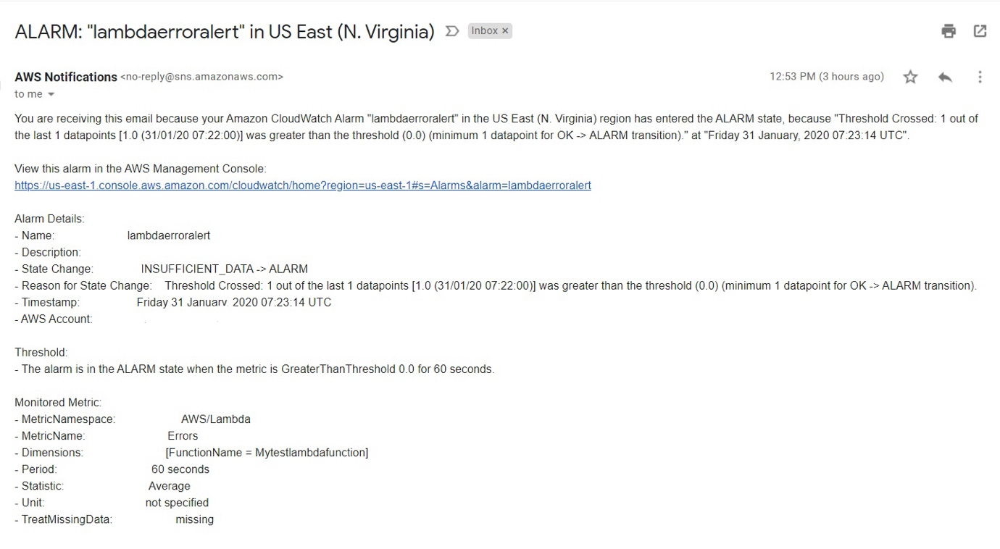 ALARM: "lambdaerroralert" in US East (N. Virginia) Inbox ×
AWS Notifications <no-reply@sns.amazonaws.com> 12:53 PM (3 hours ago)
to me
You are receiving this email because your Amazon CloudWatch Alarm "lambdaerroralert" in the US East (N. Virginia) region has entered the ALARM state, because "Threshold Crossed: 1 out of
the last 1 datapoints [1.0 (31/01/20 07:22:00)] was greater than the threshold (0.0) (minimum 1 datapoint for OK -> ALARM transition)." at "Friday 31 January, 2020 07:23:14 UTC".
View this alarm in the AWS Management Console:
https://us-east-1.console.aws.amazon.com/cloudwatch/home?region=us-east-1#s=Alarms&alarm=lambdaerroralert
Alarm Details:
- Name: lambdaerroralert
- Description:
- State Change: INSUFFICIENT_DATA -> ALARM
- Reason for State Change: Threshold Crossed: 1 out of the last 1 datapoints [1.0 (31/01/20 07:22:00)] was greater than the threshold (0.0) (minimum 1 datapoint for OK -> ALARM transition).
- Timestamp: Friday 31 January, 2020 07:23:14 UTC
- AWS Account:
Threshold:
- The alarm is in the ALARM state when the metric is GreaterThanThreshold 0.0 for 60 seconds.
Monitored Metric:
- MetricNamespace: AWS/Lambda
- MetricName: Errors
- Dimensions: [FunctionName = Mytestlambdafunction]
- Period: 60 seconds
- Statistic: Average
- Unit: not specified
- TreatMissingData: missing